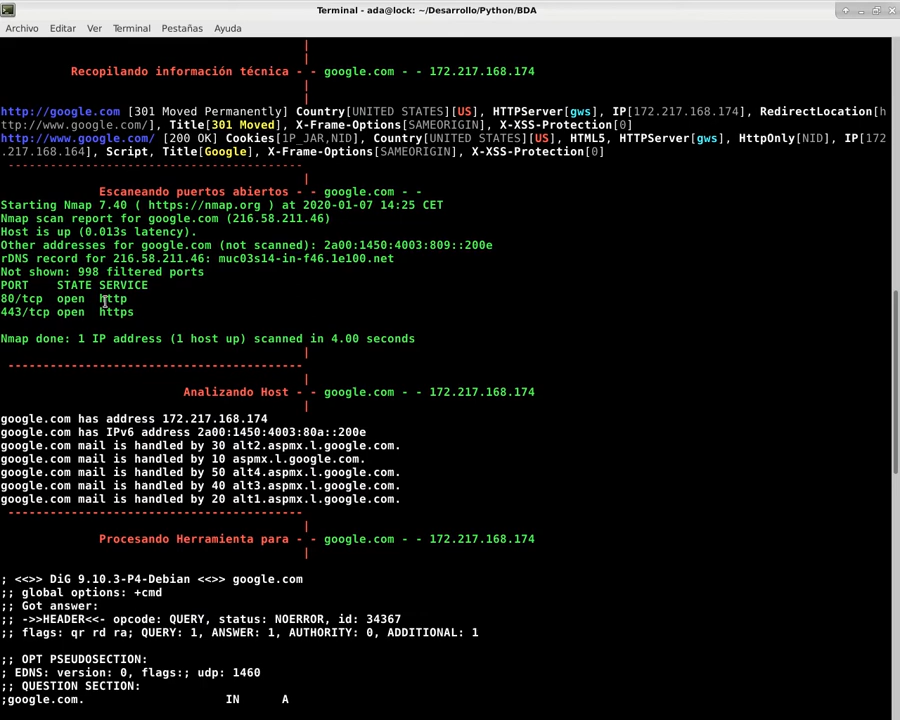 Terminal - ada@lock: ~/Desarrollo/Python/BDA
Archivo Editar Ver Terminal Pestañas Ayuda
|
|
Recopilando información técnica - - google.com - - 172.217.168.174
|
|
http://google.com [301 Moved Permanently] Country[UNITED STATES][US], HTTPServer[gws], IP[172.217.168.174], RedirectLocation[h
ttp://www.google.com/], Title[301 Moved], X-Frame-Options[SAMEORIGIN], X-XSS-Protection[0]
http://www.google.com/ [200 OK] Cookies[1P_JAR,NID], Country[UNITED STATES][US], HTML5, HTTPServer[gws], HttpOnly[NID], IP[172
.217.168.164], Script, Title[Google], X-Frame-Options[SAMEORIGIN], X-XSS-Protection[0]
------------------------------------------
|
Escaneando puertos abiertos - - google.com - -
Starting Nmap 7.40 ( https://nmap.org ) at 2020-01-07 14:25 CET
Nmap scan report for google.com (216.58.211.46)
Host is up (0.013s latency).
Other addresses for google.com (not scanned): 2a00:1450:4003:809::200e
rDNS record for 216.58.211.46: muc03s14-in-f46.1e100.net
Not shown: 998 filtered ports
PORT    STATE SERVICE
80/tcp  open  http
443/tcp open  https
Nmap done: 1 IP address (1 host up) scanned in 4.00 seconds
|
------------------------------------------
|
Analizando Host - - google.com - - 172.217.168.174
|
google.com has address 172.217.168.174
google.com has IPv6 address 2a00:1450:4003:80a::200e
google.com mail is handled by 30 alt2.aspmx.l.google.com.
google.com mail is handled by 10 aspmx.l.google.com.
google.com mail is handled by 50 alt4.aspmx.l.google.com.
google.com mail is handled by 40 alt3.aspmx.l.google.com.
google.com mail is handled by 20 alt1.aspmx.l.google.com.
------------------------------------------
|
Procesando Herramienta para - - google.com - - 172.217.168.174
|
; <<>> DiG 9.10.3-P4-Debian <<>> google.com
;; global options: +cmd
;; Got answer:
;; ->>HEADER<<- opcode: QUERY, status: NOERROR, id: 34367
;; flags: qr rd ra; QUERY: 1, ANSWER: 1, AUTHORITY: 0, ADDITIONAL: 1
;; OPT PSEUDOSECTION:
; EDNS: version: 0, flags:; udp: 1460
;; QUESTION SECTION:
;google.com.                    IN      A